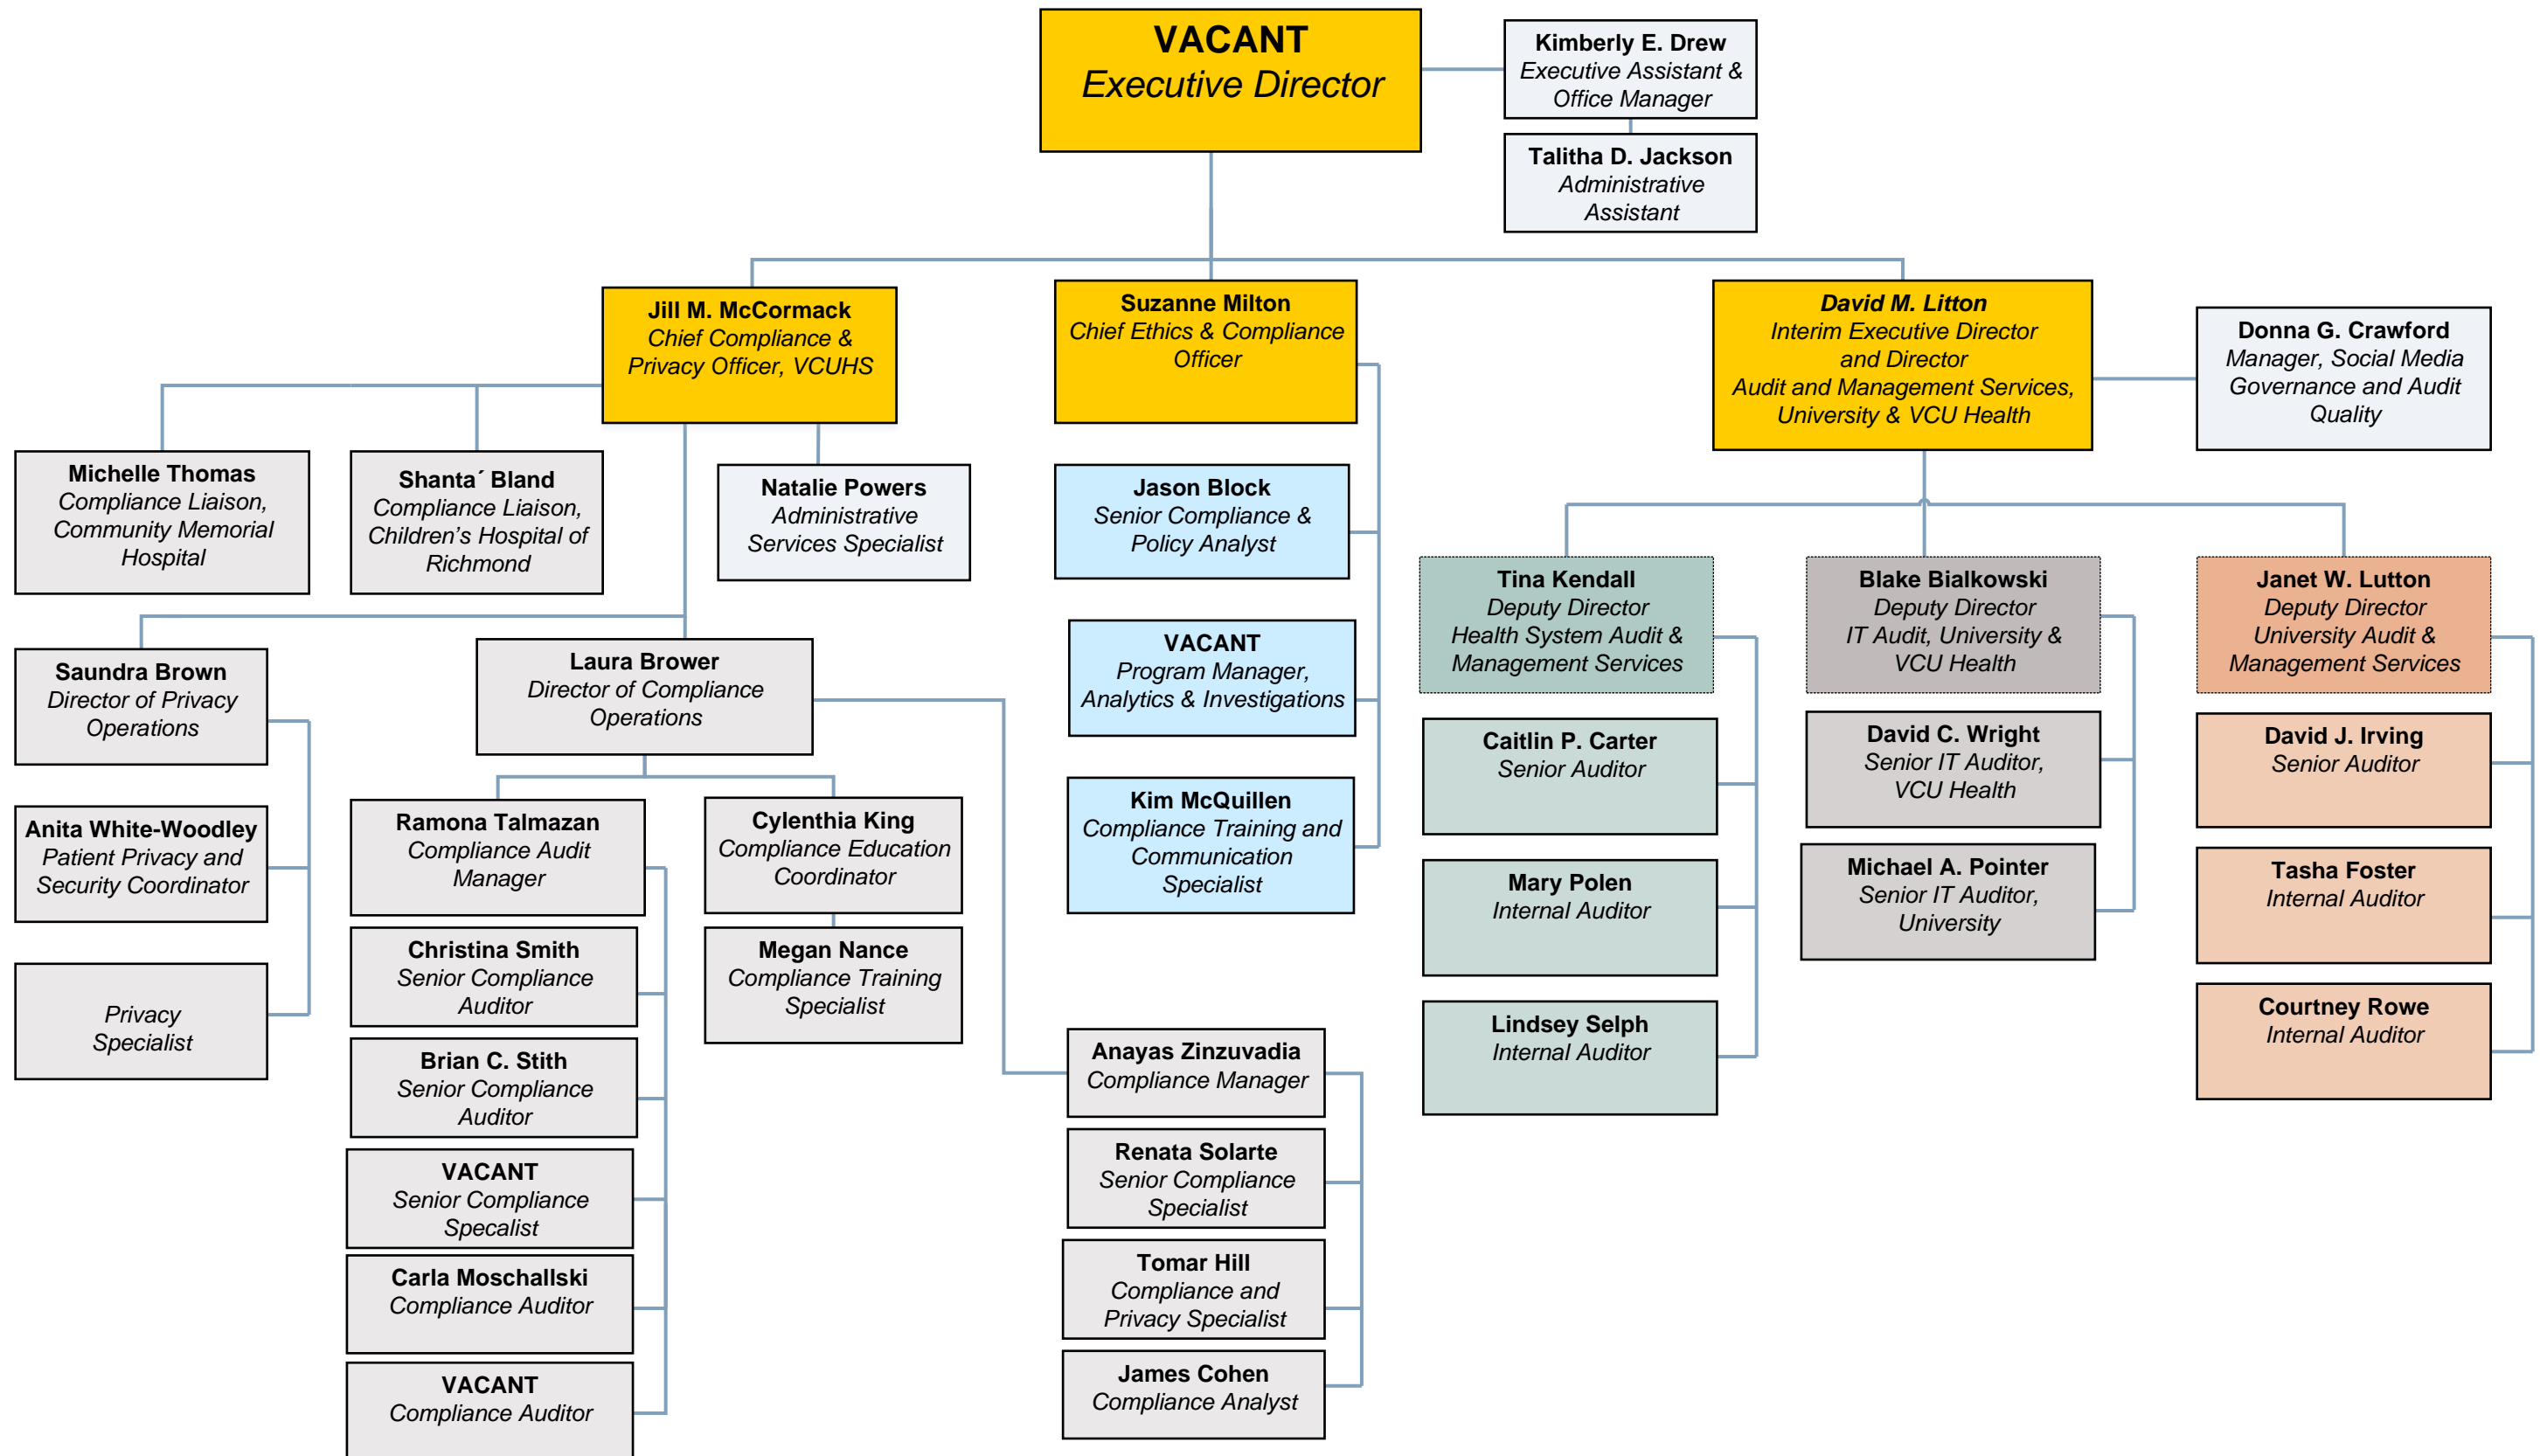 VACANT
Executive Director
Kimberly E. Drew
Executive Assistant &
Office Manager
Talitha D. Jackson
Administrative
Assistant
Jill M. McCormack
Chief Compliance &
Privacy Officer, VCUHS
Suzanne Milton
Chief Ethics & Compliance
Officer
David M. Litton
Interim Executive Director
and Director
Audit and Management Services,
University & VCU Health
Donna G. Crawford
Manager, Social Media
Governance and Audit
Quality
Michelle Thomas
Compliance Liaison,
Community Memorial
Hospital
Shanta´ Bland
Compliance Liaison,
Children’s Hospital of
Richmond
Natalie Powers
Administrative
Services Specialist
Jason Block
Senior Compliance &
Policy Analyst
VACANT
Program Manager,
Analytics & Investigations
Kim McQuillen
Compliance Training and
Communication
Specialist
Tina Kendall
Deputy Director
Health System Audit &
Management Services
Blake Bialkowski
Deputy Director
IT Audit, University &
VCU Health
Janet W. Lutton
Deputy Director
University Audit &
Management Services
Saundra Brown
Director of Privacy
Operations
Laura Brower
Director of Compliance
Operations
Anita White-Woodley
Patient Privacy and
Security Coordinator
Privacy
Specialist
Ramona Talmazan
Compliance Audit
Manager
Cylenthia King
Compliance Education
Coordinator
Christina Smith
Senior Compliance
Auditor
Megan Nance
Compliance Training
Specialist
Brian C. Stith
Senior Compliance
Auditor
VACANT
Senior Compliance
Specalist
Carla Moschallski
Compliance Auditor
VACANT
Compliance Auditor
Anayas Zinzuvadia
Compliance Manager
Renata Solarte
Senior Compliance
Specialist
Tomar Hill
Compliance and
Privacy Specialist
James Cohen
Compliance Analyst
Caitlin P. Carter
Senior Auditor
Mary Polen
Internal Auditor
Lindsey Selph
Internal Auditor
David C. Wright
Senior IT Auditor,
VCU Health
Michael A. Pointer
Senior IT Auditor,
University
David J. Irving
Senior Auditor
Tasha Foster
Internal Auditor
Courtney Rowe
Internal Auditor